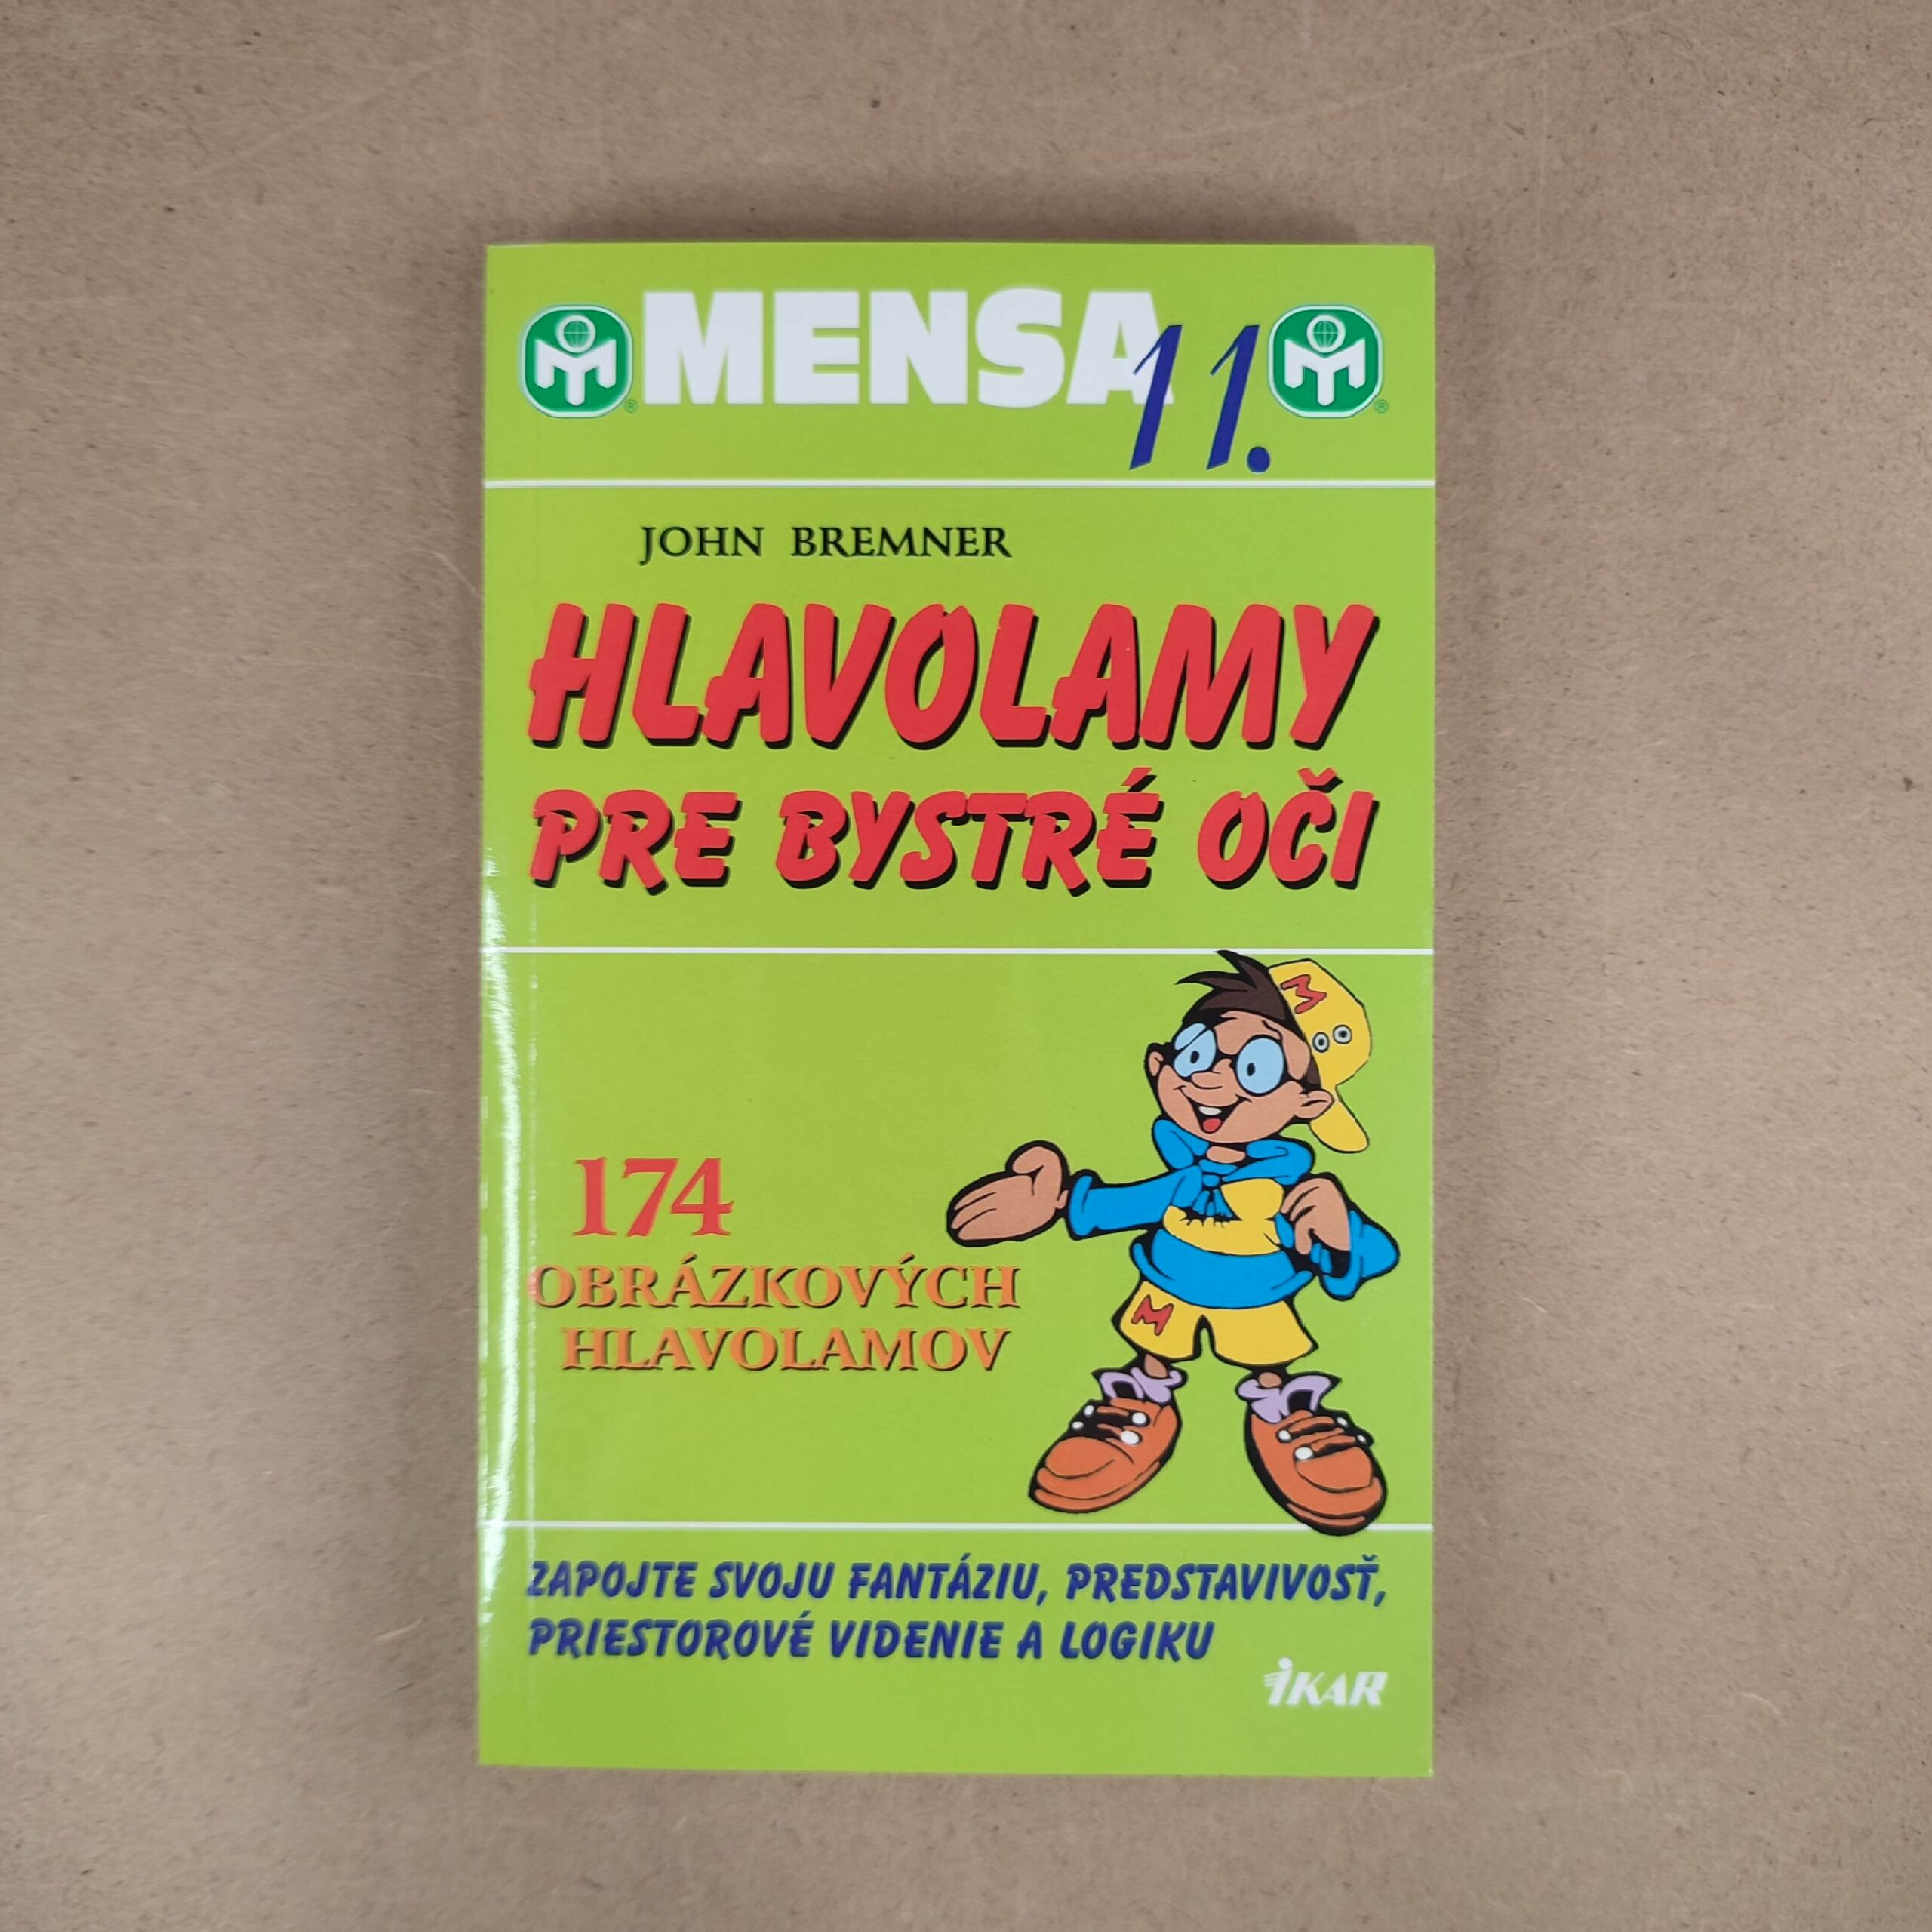 MENSA 11.
JOHN BREMNER
HLAVOLAMY
PRE BYSTRÉ OČI
174
OBRÁZKOVÝCH
HLAVOLAMOV
ZAPOJTE SVOJU FANTÁZIU, PREDSTAVIVOSŤ,
PRIESTOROVÉ VIDENIE A LOGIKU
IKAR